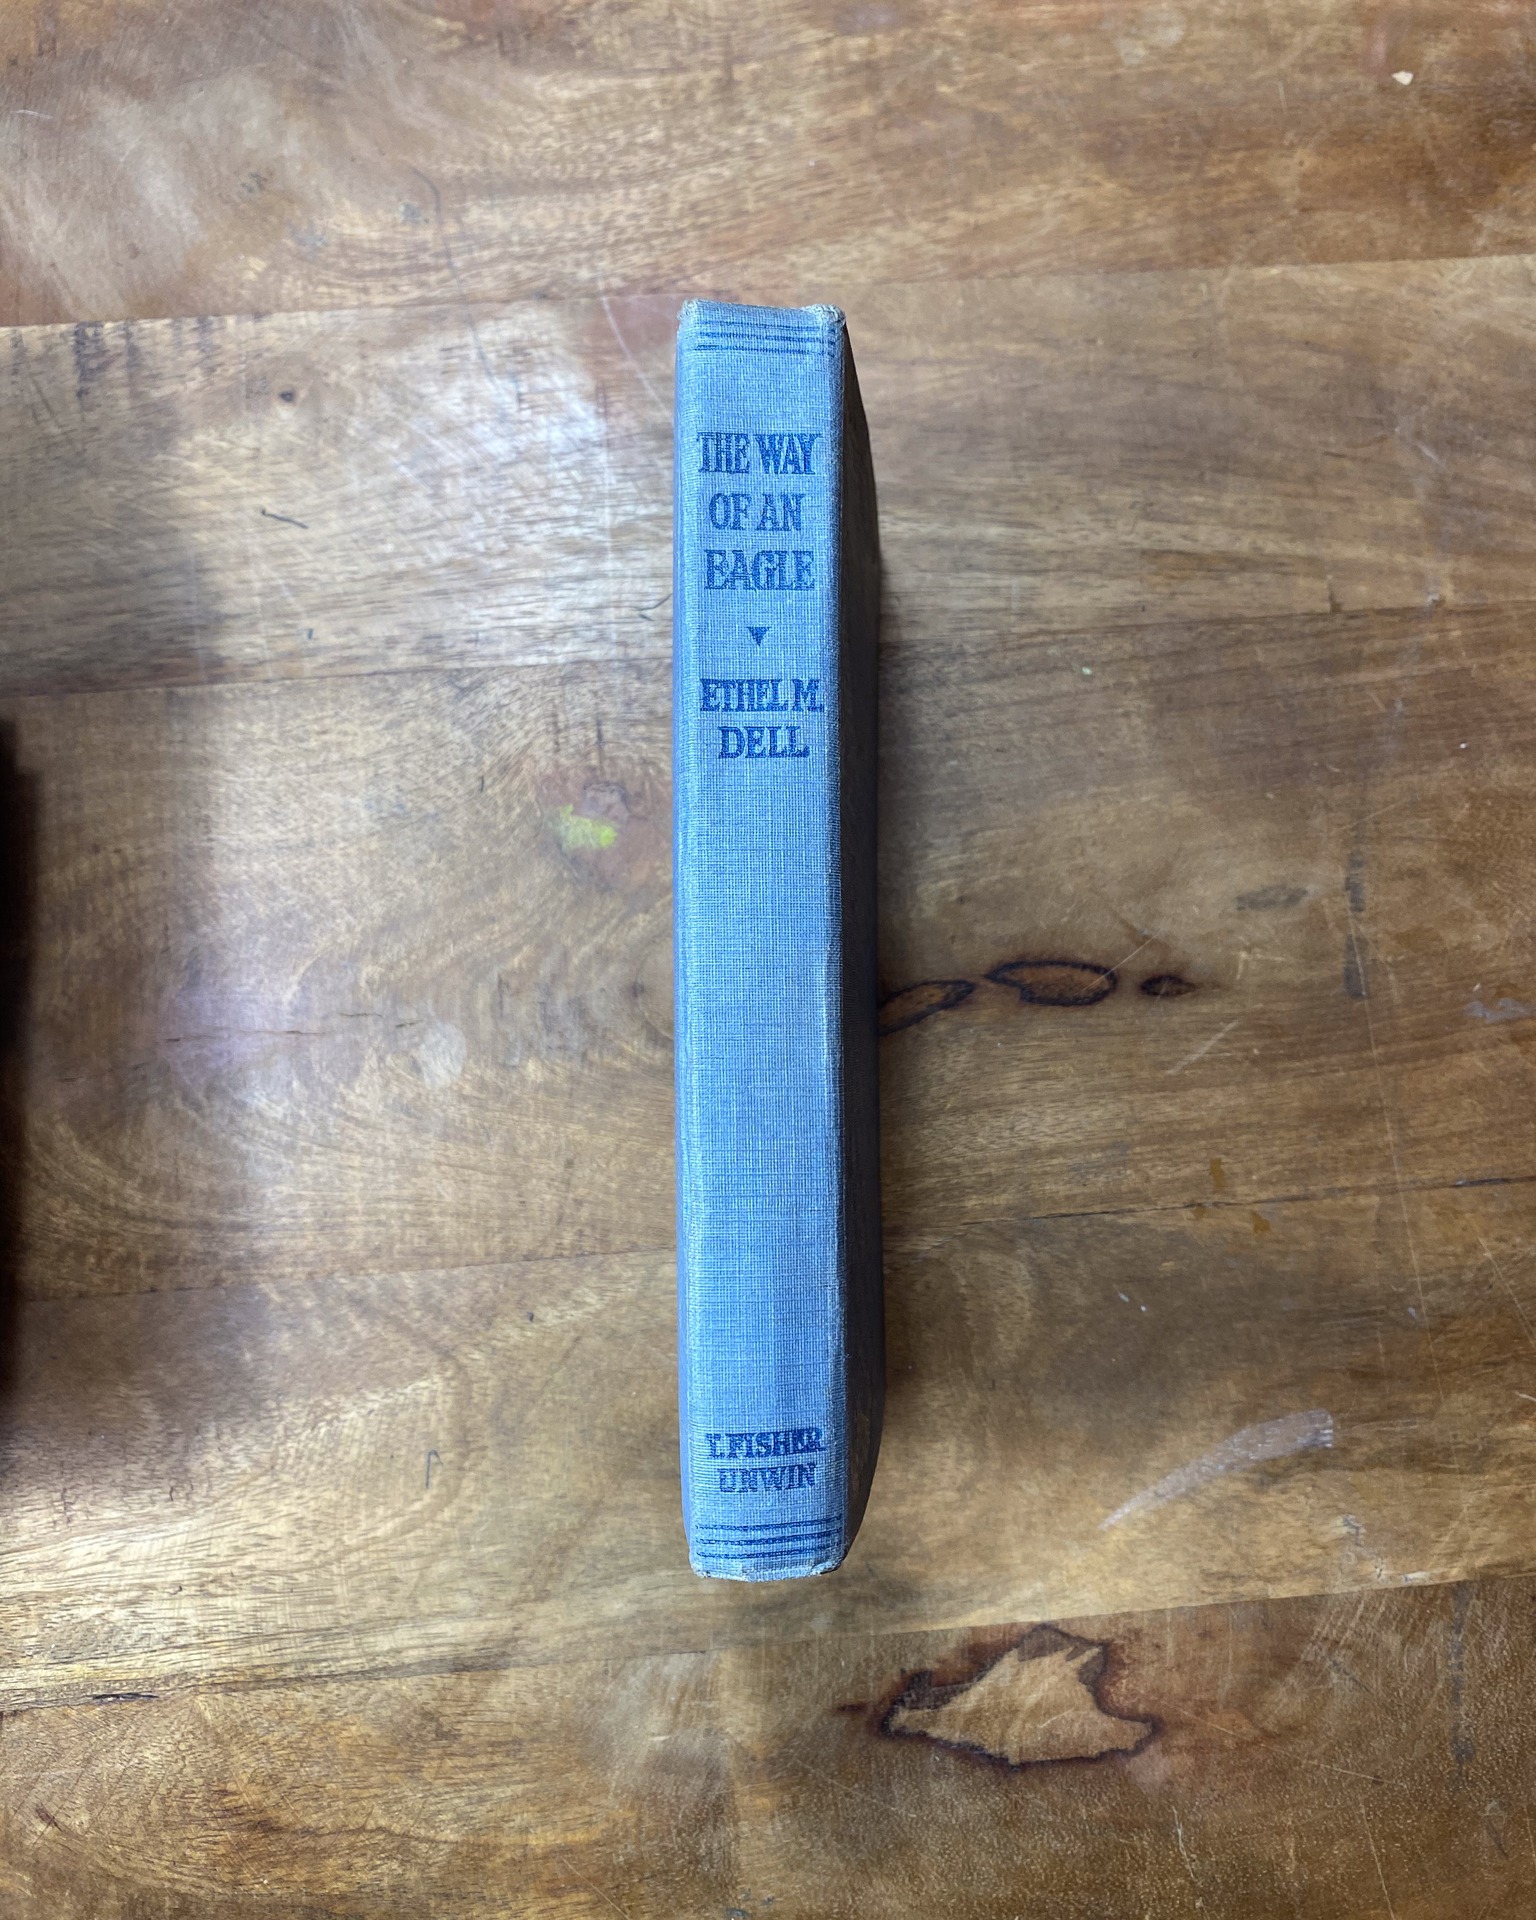 THE WAY
OF AN
EAGLE
ETHEL M.
DELL
T. FISHER
UNWIN